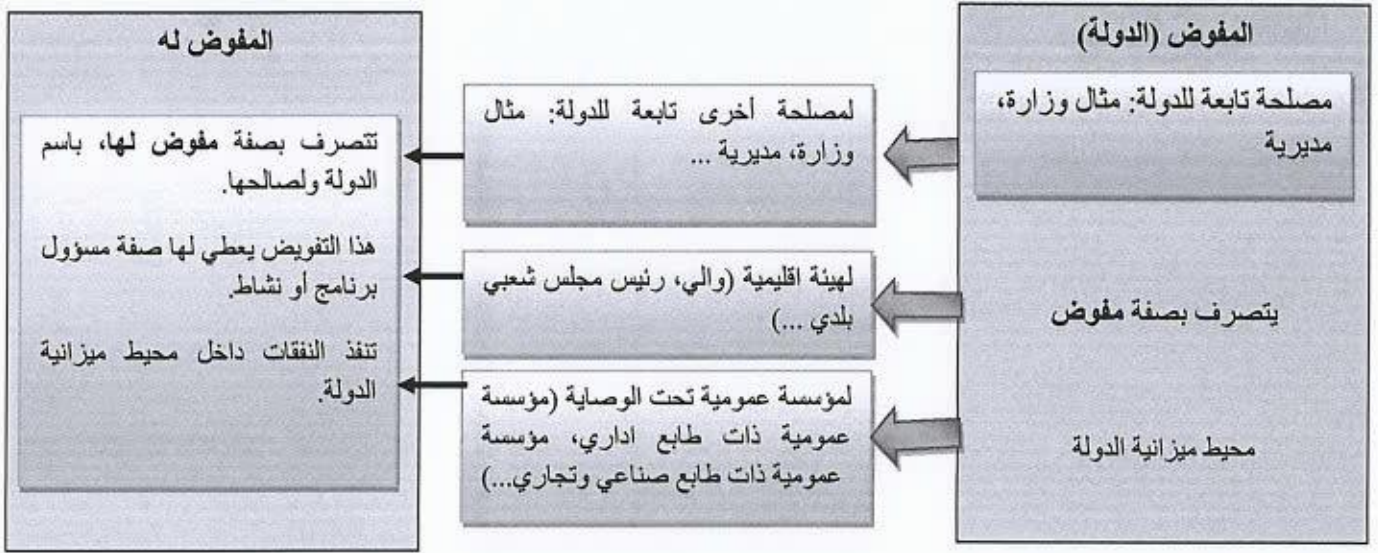 المفوض (الدولة)
مصلحة تابعة للدولة: مثال وزارة،
مديرية
يتصرف بصفة مفوض
محيط ميزانية الدولة
لمصلحة أخرى تابعة للدولة: مثال
وزارة، مديرية ...
لهيئة اقليمية (والي، رئيس مجلس شعبي
بلدي ...)
لمؤسسة عمومية تحت الوصاية (مؤسسة
عمومية ذات طابع اداري، مؤسسة
عمومية ذات طابع صناعي وتجاري...)
المفوض له
تتصرف بصفة مفوض لها، باسم
الدولة ولصالحها.
هذا التفويض يعطي لها صفة مسؤول
برنامج أو نشاط.
تنفذ النفقات داخل محيط ميزانية
الدولة.